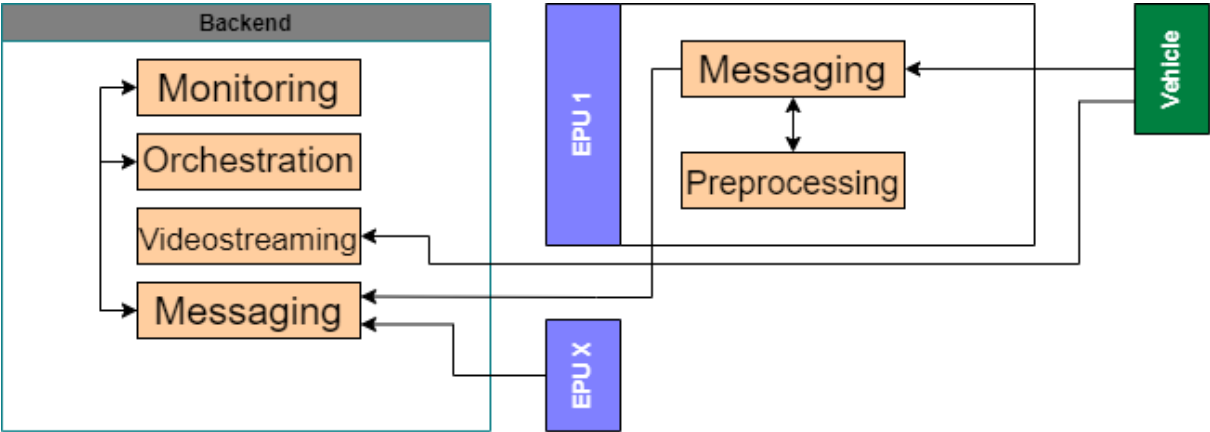 Backend
Monitoring
Orchestration
Videostreaming
Messaging
EPU 1
Messaging
Preprocessing
Vehicle
EPU X